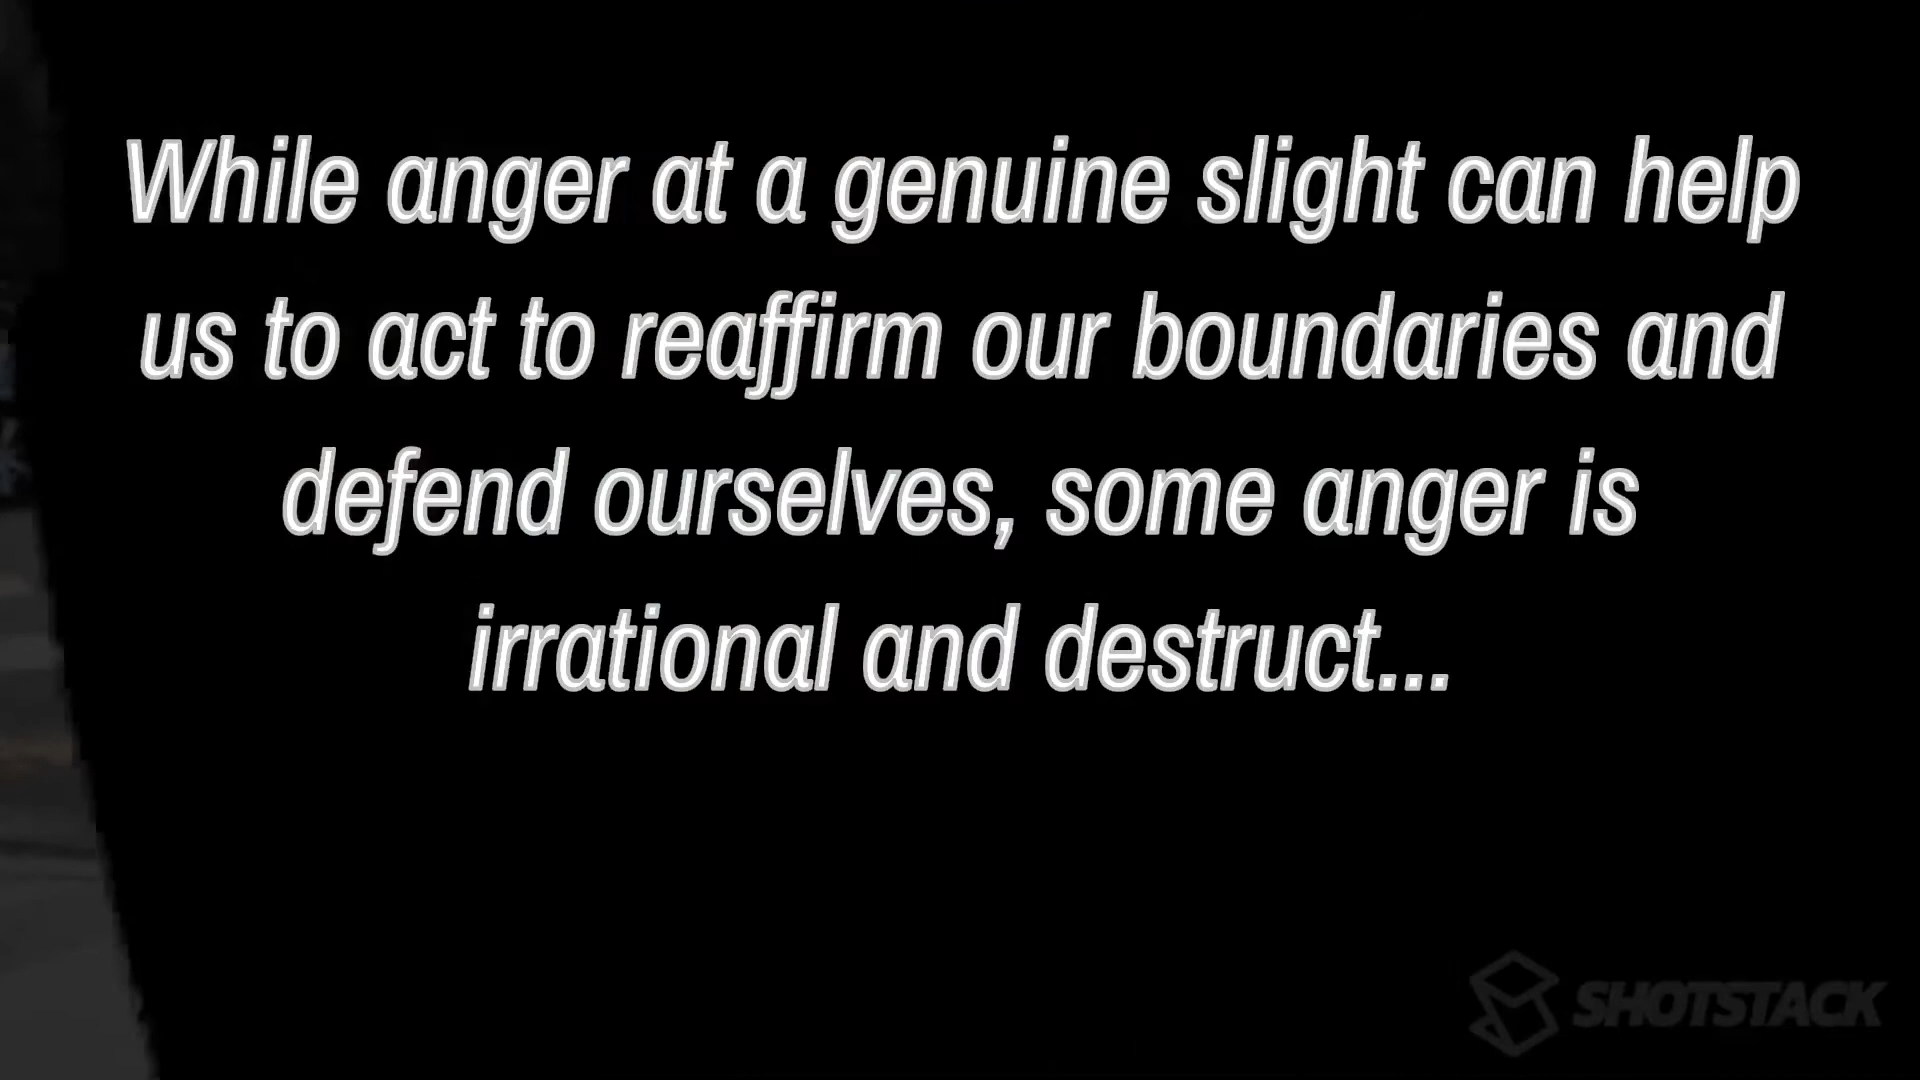 While anger at a genuine slight can help
us to act to reaffirm our boundaries and
defend ourselves, some anger is
irrational and destruct...
SHOTSTACK